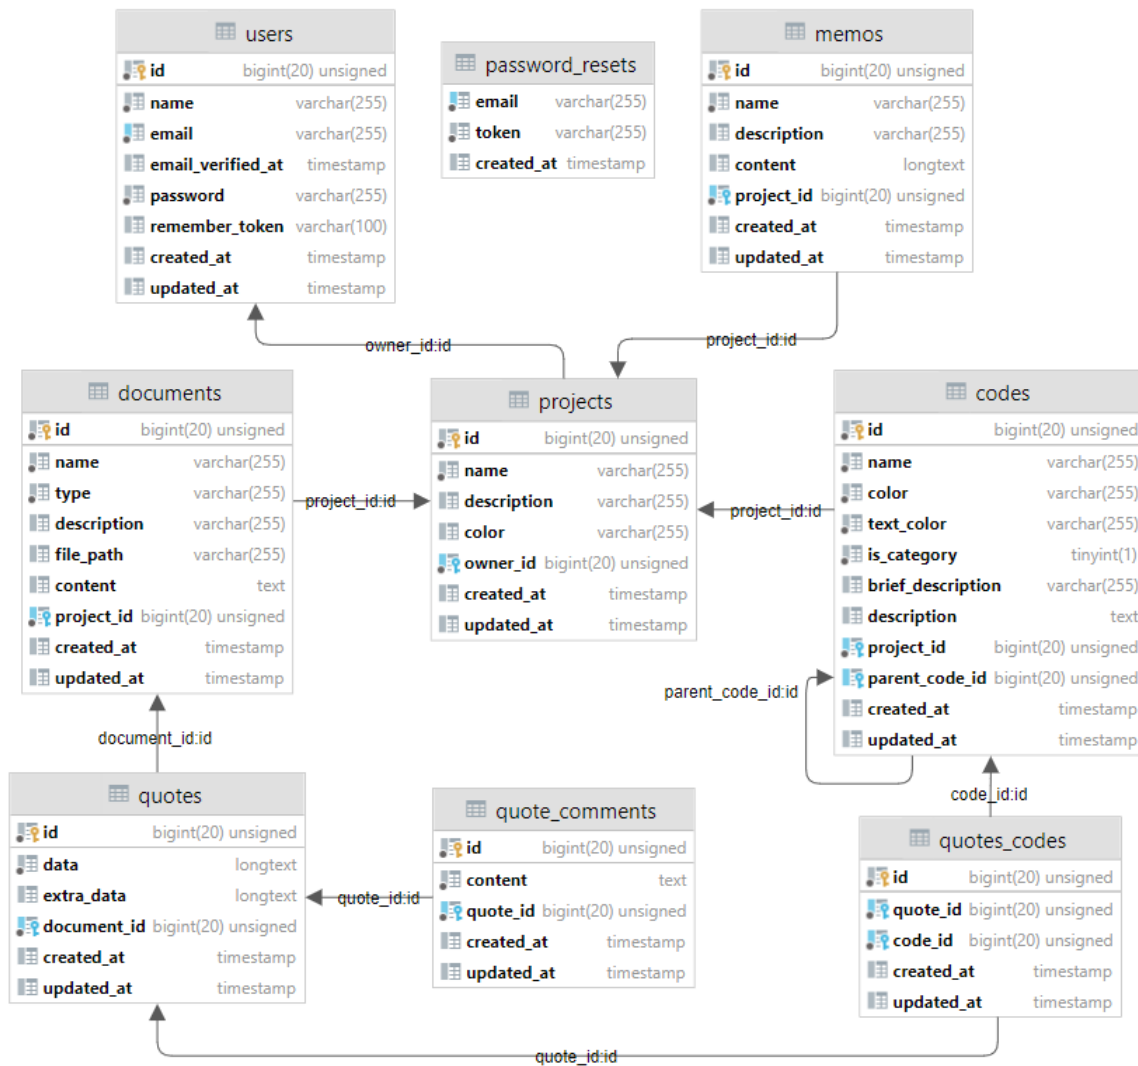 users
id bigint(20) unsigned
name varchar(255)
email varchar(255)
email_verified_at timestamp
password varchar(255)
remember_token varchar(100)
created_at timestamp
updated_at timestamp
password_resets
email varchar(255)
token varchar(255)
created_at timestamp
memos
id bigint(20) unsigned
name varchar(255)
description varchar(255)
content longtext
project_id bigint(20) unsigned
created_at timestamp
updated_at timestamp
owner_id:id
project_id:id
documents
id bigint(20) unsigned
name varchar(255)
type varchar(255)
description varchar(255)
file_path varchar(255)
content text
project_id bigint(20) unsigned
created_at timestamp
updated_at timestamp
project_id:id
projects
id bigint(20) unsigned
name varchar(255)
description varchar(255)
color varchar(255)
owner_id bigint(20) unsigned
created_at timestamp
updated_at timestamp
project_id:id
codes
id bigint(20) unsigned
name varchar(255)
color varchar(255)
text_color varchar(255)
is_category tinyint(1)
brief_description varchar(255)
description text
project_id bigint(20) unsigned
parent_code_id bigint(20) unsigned
created_at timestamp
updated_at timestamp
parent_code_id:id
document_id:id
code_id:id
quotes
id bigint(20) unsigned
data longtext
extra_data longtext
document_id bigint(20) unsigned
created_at timestamp
updated_at timestamp
quote_id:id
quote_comments
id bigint(20) unsigned
content text
quote_id bigint(20) unsigned
created_at timestamp
updated_at timestamp
quotes_codes
id bigint(20) unsigned
quote_id bigint(20) unsigned
code_id bigint(20) unsigned
created_at timestamp
updated_at timestamp
quote_id:id